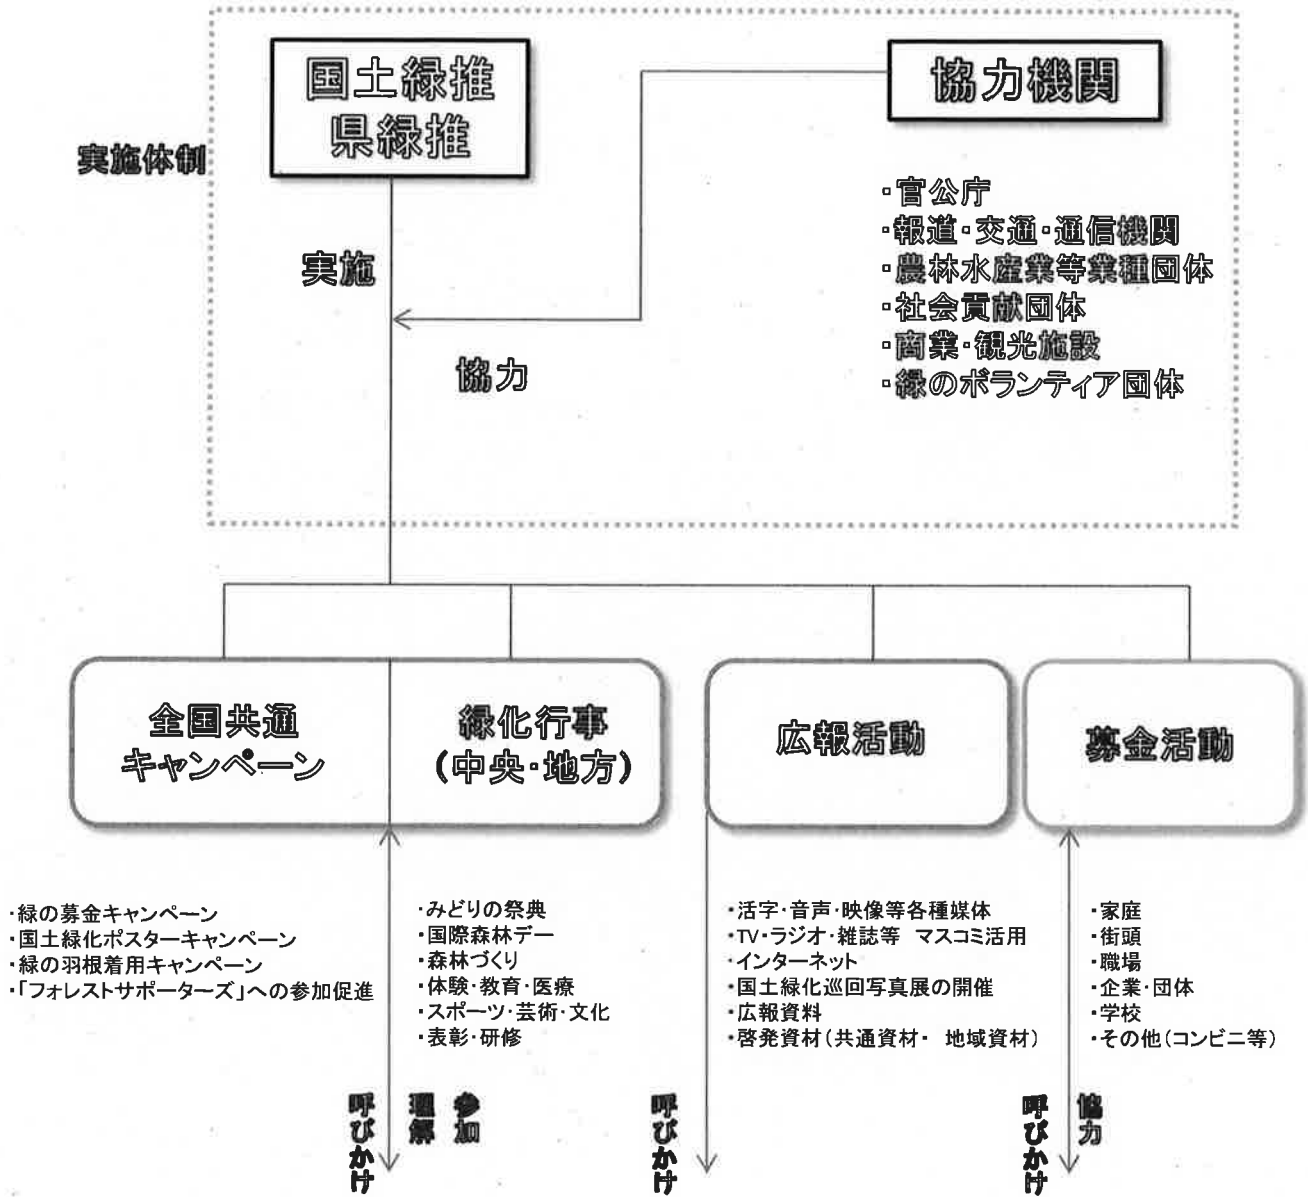 国土緑推
県緑推
協力機関
実施体制
・官公庁
・報道・交通・通信機関
・農林水産業等業種団体
・社会貢献団体
・商業・観光施設
・緑のボランティア団体
実施
協力
全国共通
キャンペーン
緑化行事
(中央・地方)
広報活動
募金活動
・緑の募金キャンペーン
・国土緑化ポスターキャンペーン
・緑の羽根着用キャンペーン
・「フォレストサポーターズ」への参加促進
・みどりの祭典
・国際森林デー
・森林づくり
・体験・教育・医療
・スポーツ・芸術・文化
・表彰・研修
・活字・音声・映像等各種媒体
・TV・ラジオ・雑誌等 マスコミ活用
・インターネット
・国土緑化巡回写真展の開催
・広報資料
・啓発資材(共通資材・ 地域資材)
・家庭
・街頭
・職場
・企業・団体
・学校
・その他(コンビニ等)
呼びかけ
理解
参加
呼びかけ
呼びかけ
協力